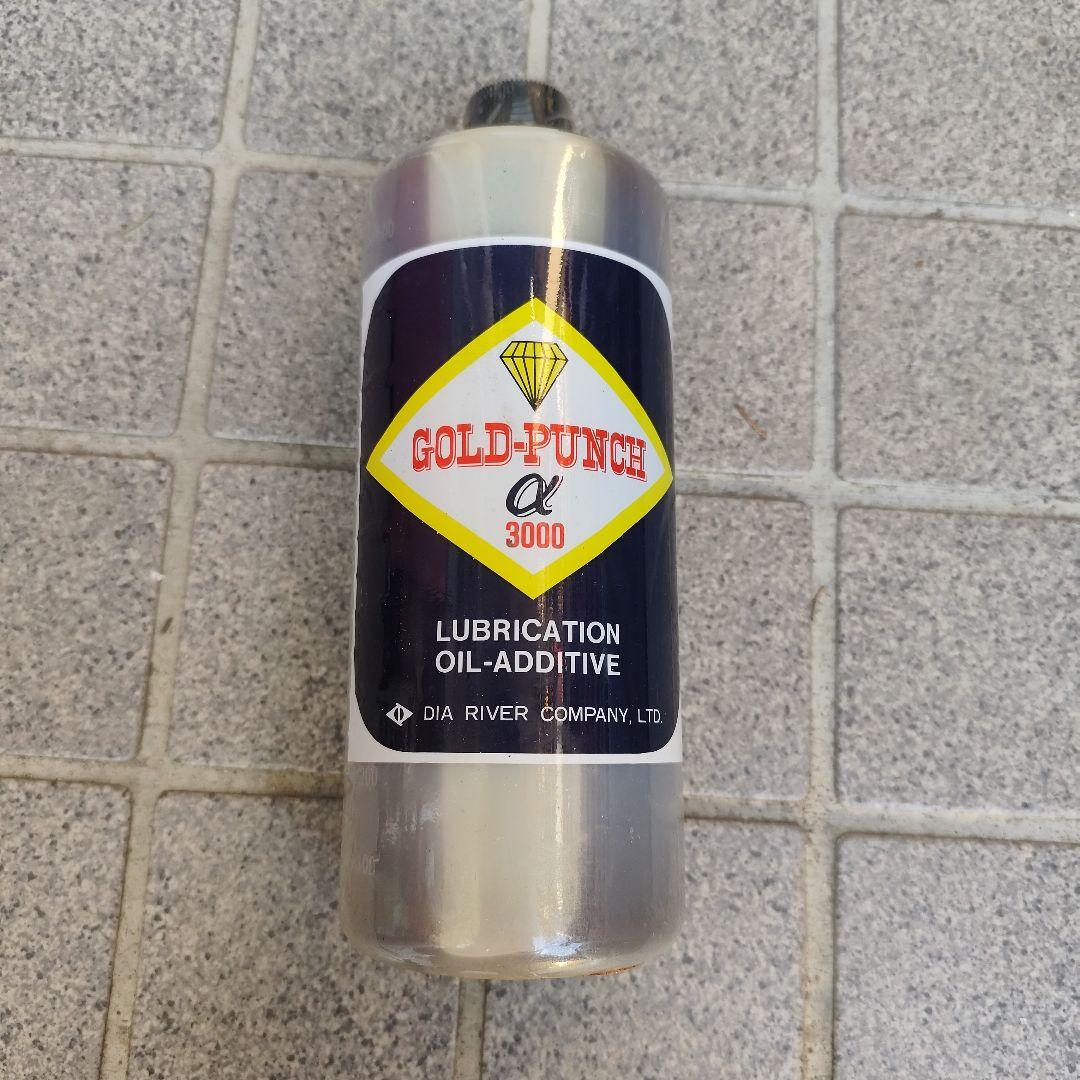 GOLD-PUNCH
α
3000
LUBRICATION
OIL-ADDITIVE
DIA RIVER COMPANY, LTD.